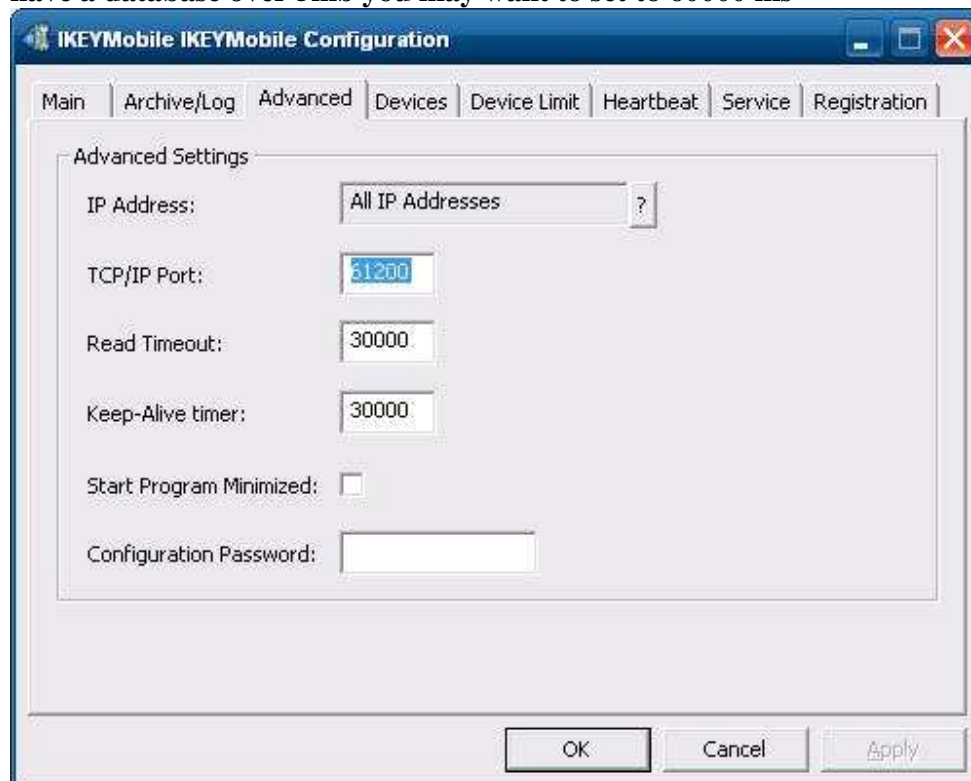 have a database over 5mb you may want to set to 60000 ms
IKEYMobile IKEYMobile Configuration
Main Archive/Log Advanced Devices Device Limit Heartbeat Service Registration
Advanced Settings
IP Address: All IP Addresses ?
TCP/IP Port: 61200
Read Timeout: 30000
Keep-Alive timer: 30000
Start Program Minimized:
Configuration Password:
OK Cancel Apply